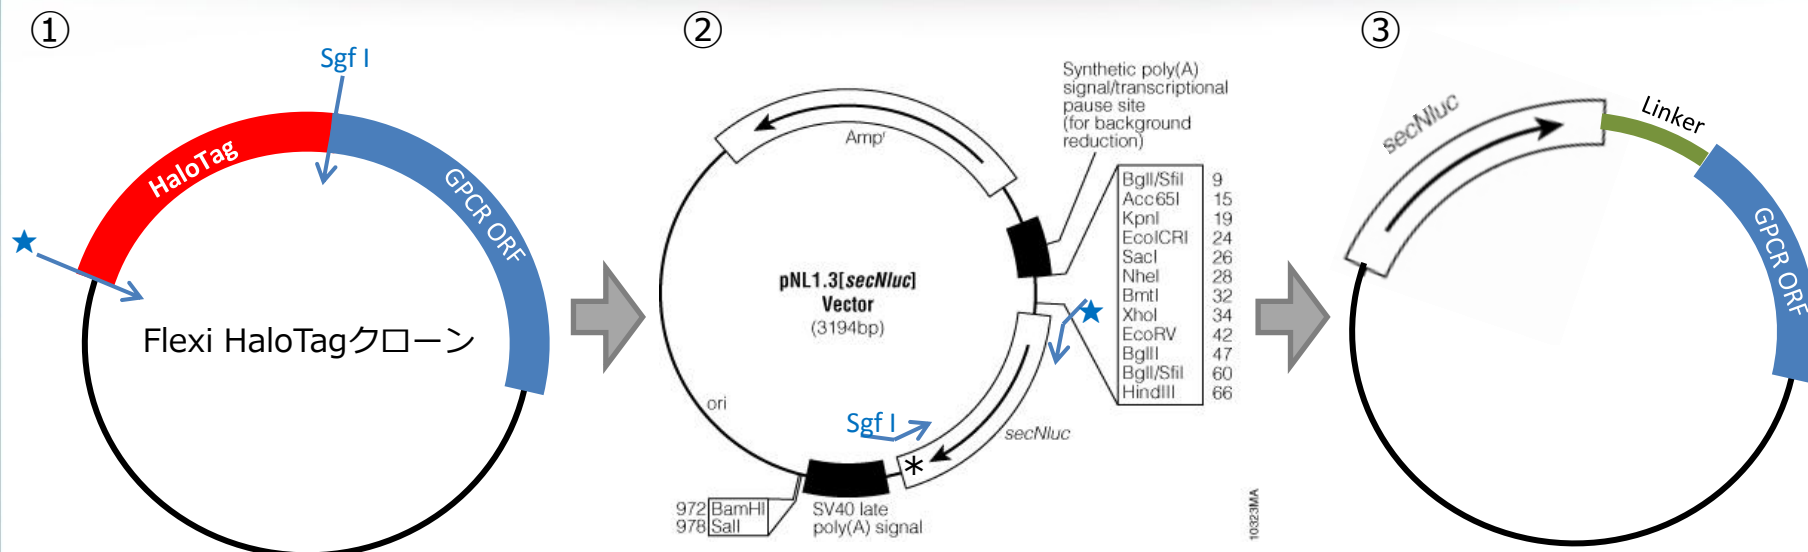 ①
Sgf I
HaloTag
GPCR ORF
Flexi HaloTagクローン
②
Ampʳ
Synthetic poly(A)
signal/transcriptional
pause site
(for background
reduction)
BglI/SfiI 9
Acc65I 15
KpnI 19
EcoICRI 24
SacI 26
NheI 28
BmtI 32
XhoI 34
EcoRV 42
BglII 47
BglI/SfiI 60
HindIII 66
pNL1.3[secNluc]
Vector
(3194bp)
ori
Sgf I
secNluc
*
972 BamHI
978 SalI
SV40 late
poly(A) signal
10323MA
③
secNluc
Linker
GPCR ORF